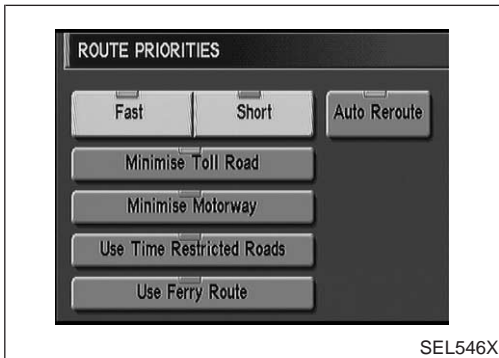 ROUTE PRIORITIES
Fast Short Auto Reroute
Minimise Toll Road
Minimise Motorway
Use Time Restricted Roads
Use Ferry Route
SEL546X